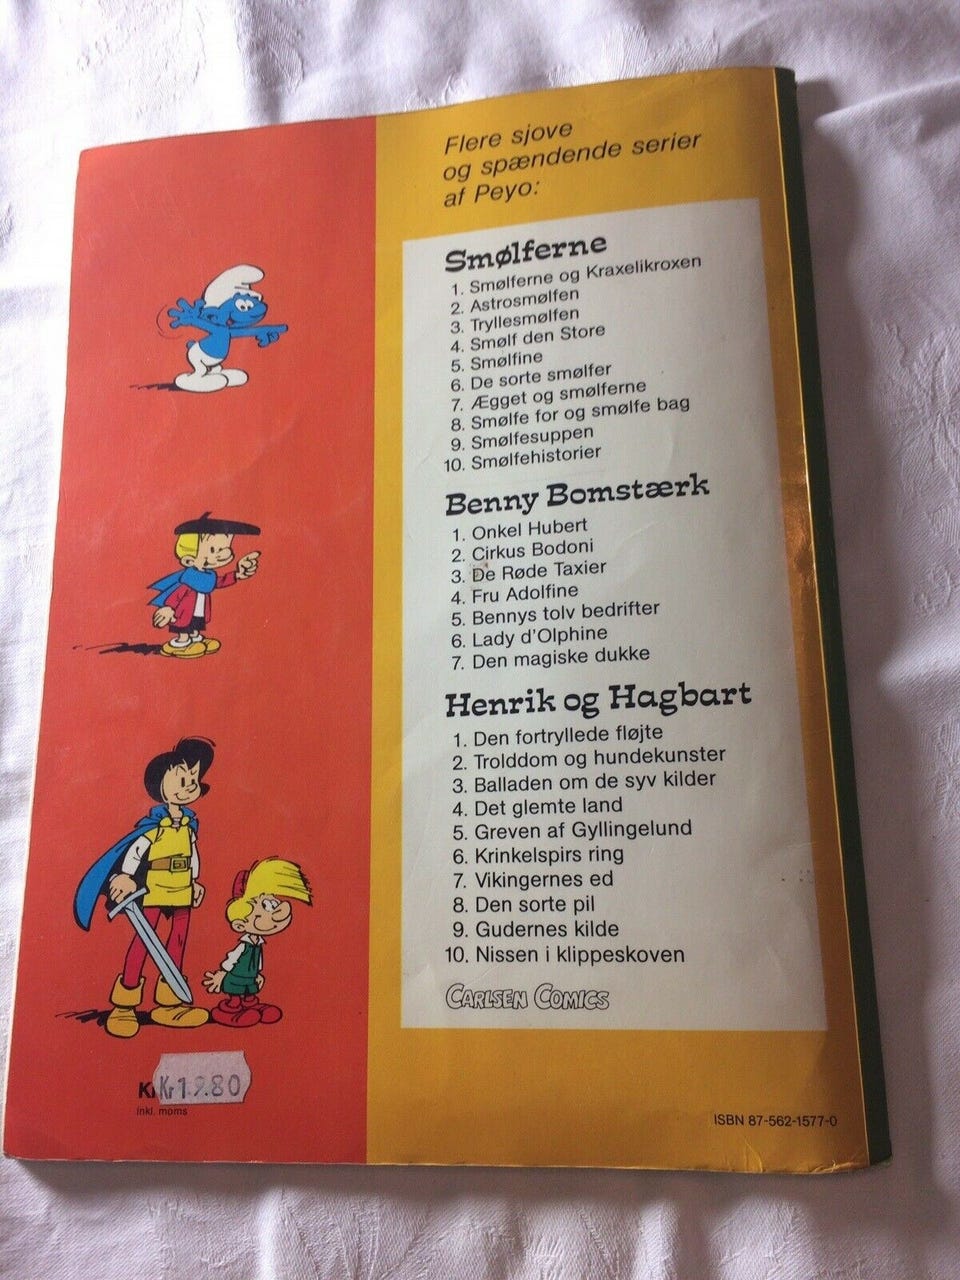 Flere sjove
og spændende serier
af Peyo:
Smølferne
1. Smølferne og Kraxelikroxen
2. Astrosmølfen
3. Tryllesmølfen
4. Smølf den Store
5. Smølfine
6. De sorte smølfer
7. Ægget og smølferne
8. Smølfe for og smølfe bag
9. Smølfesuppen
10. Smølfehistorier
Benny Bomstærk
1. Onkel Hubert
2. Cirkus Bodoni
3. De Røde Taxier
4. Fru Adolfine
5. Bennys tolv bedrifter
6. Lady d'Olphine
7. Den magiske dukke
Henrik og Hagbart
1. Den fortryllede fløjte
2. Trolddom og hundekunster
3. Balladen om de syv kilder
4. Det glemte land
5. Greven af Gyllingelund
6. Krinkelspirs ring
7. Vikingernes ed
8. Den sorte pil
9. Gudernes kilde
10. Nissen i klippeskoven
CARLSEN COMICS
Kr 19.80
inkl. moms
ISBN 87-562-1577-0